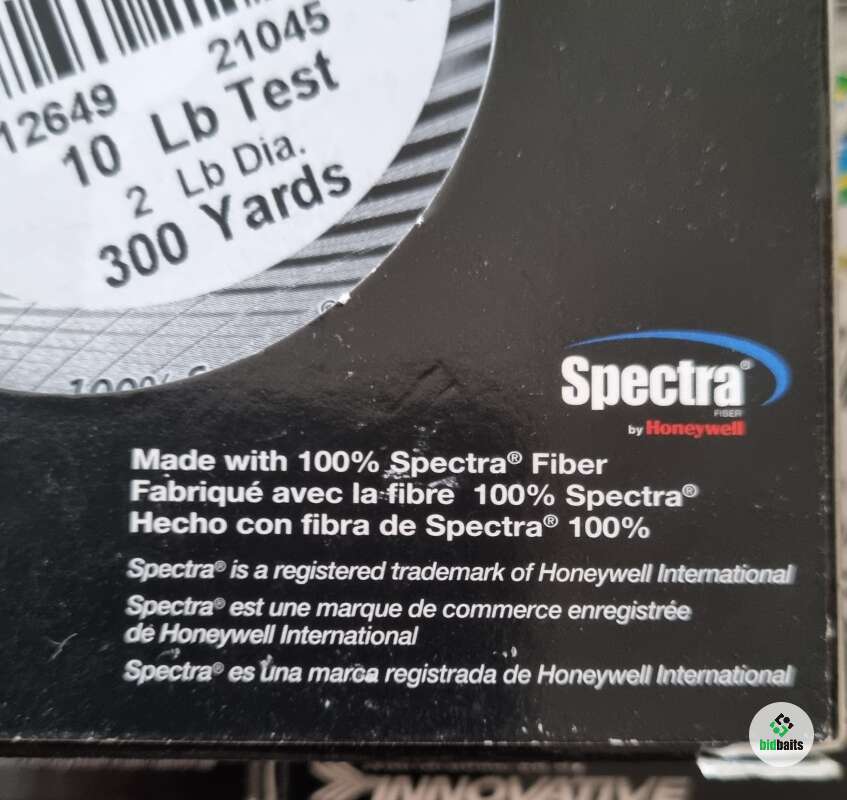 12649 21045
10 Lb Test
2 Lb Dia.
300 Yards
100%
Spectra®
FIBER
by Honeywell
Made with 100% Spectra® Fiber
Fabriqué avec la fibre 100% Spectra®
Hecho con fibra de Spectra® 100%
Spectra® is a registered trademark of Honeywell International
Spectra® est une marque de commerce enregistrée
de Honeywell International
Spectra® es una marca registrada de Honeywell International
bidbaits
INNOVATIVE